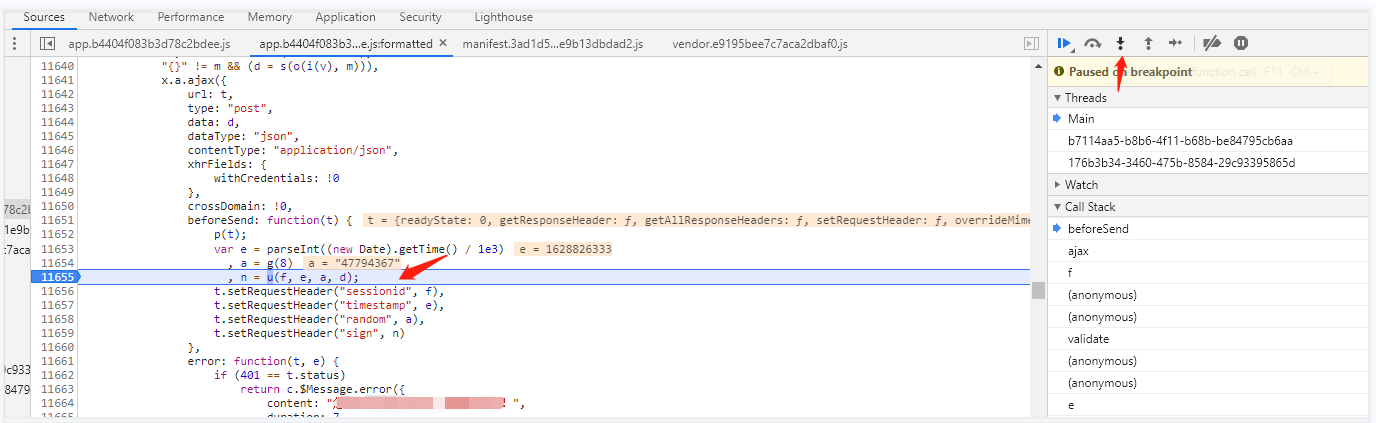 Sources Network Performance Memory Application Security Lighthouse
app.b4404f083b3d78c2bdee.js app.b4404f083b3...e.js:formatted × manifest.3ad1d5...e9b13dbdad2.js vendor.e9195bee7c7aca2dbaf0.js
11640 "{}" != m && (d = s(o(i(v), m))),
11641 x.a.ajax({
11642 url: t,
11643 type: "post",
11644 data: d,
11645 dataType: "json",
11646 contentType: "application/json",
11647 xhrFields: {
11648 withCredentials: !0
11649 },
11650 crossDomain: !0,
11651 beforeSend: function(t) { t = {readyState: 0, getResponseHeader: ƒ, getAllResponseHeaders: ƒ, setRequestHeader: ƒ, overrideMime
11652 p(t);
11653 var e = parseInt((new Date).getTime() / 1e3) e = 1628826333
11654 , a = g(8) a = "47794367"
11655 , n = u(f, e, a, d);
11656 t.setRequestHeader("sessionid", f),
11657 t.setRequestHeader("timestamp", e),
11658 t.setRequestHeader("random", a),
11659 t.setRequestHeader("sign", n)
11660 },
11661 error: function(t, e) {
11662 if (401 == t.status)
11663 return c.$Message.error({
11664 content: " ! ",
78c2b
1e9b
c7aca
9c933
8479
Paused on breakpoint function call F11 Ctrl + ;
Threads
Main
b7114aa5-b8b6-4f11-b68b-be84795cb6aa
176b3b34-3460-475b-8584-29c93395865d
Watch
Call Stack
beforeSend
ajax
f
(anonymous)
(anonymous)
validate
(anonymous)
(anonymous)
e